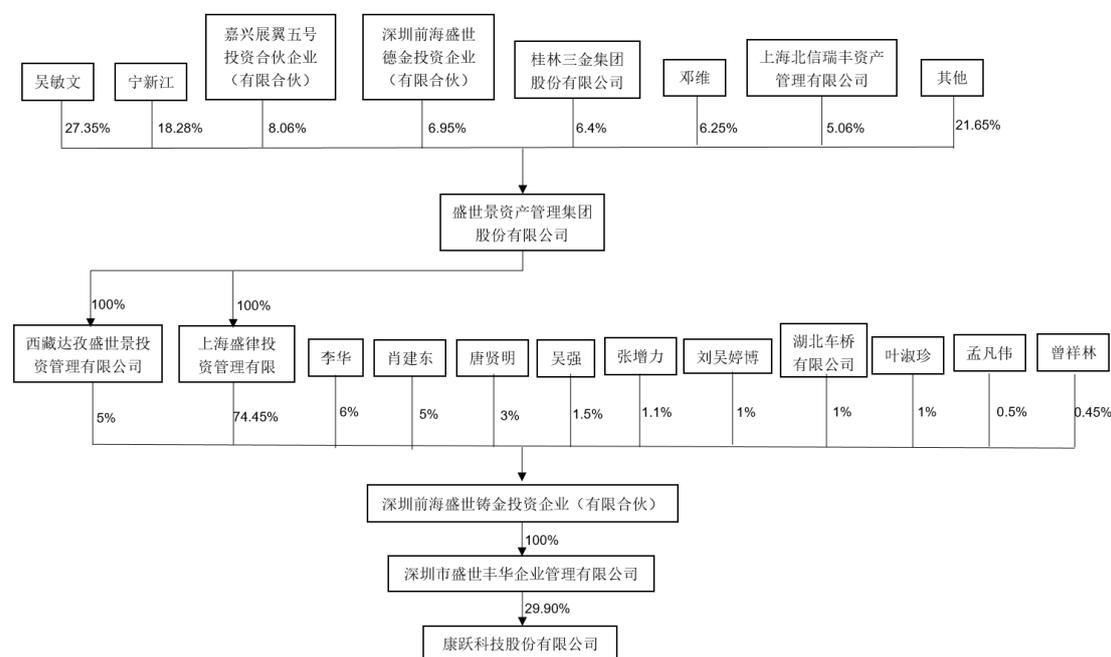 吴敏文
宁新江
嘉兴展翼五号
投资合伙企业
（有限合伙）
深圳前海盛世
德金投资企业
（有限合伙）
桂林三金集团
股份有限公司
邓维
上海北信瑞丰资产
管理有限公司
其他
27.35%
18.28%
8.06%
6.95%
6.4%
6.25%
5.06%
21.65%
盛世景资产管理集团
股份有限公司
100%
100%
西藏达孜盛世景投
资管理有限公司
上海盛律投
资管理有限
李华
肖建东
唐贤明
吴强
张增力
刘吴婷博
湖北车桥
有限公司
叶淑珍
孟凡伟
曾祥林
5%
74.45%
6%
5%
3%
1.5%
1.1%
1%
1%
1%
0.5%
0.45%
深圳前海盛世铸金投资企业（有限合伙）
100%
深圳市盛世丰华企业管理有限公司
29.90%
康跃科技股份有限公司